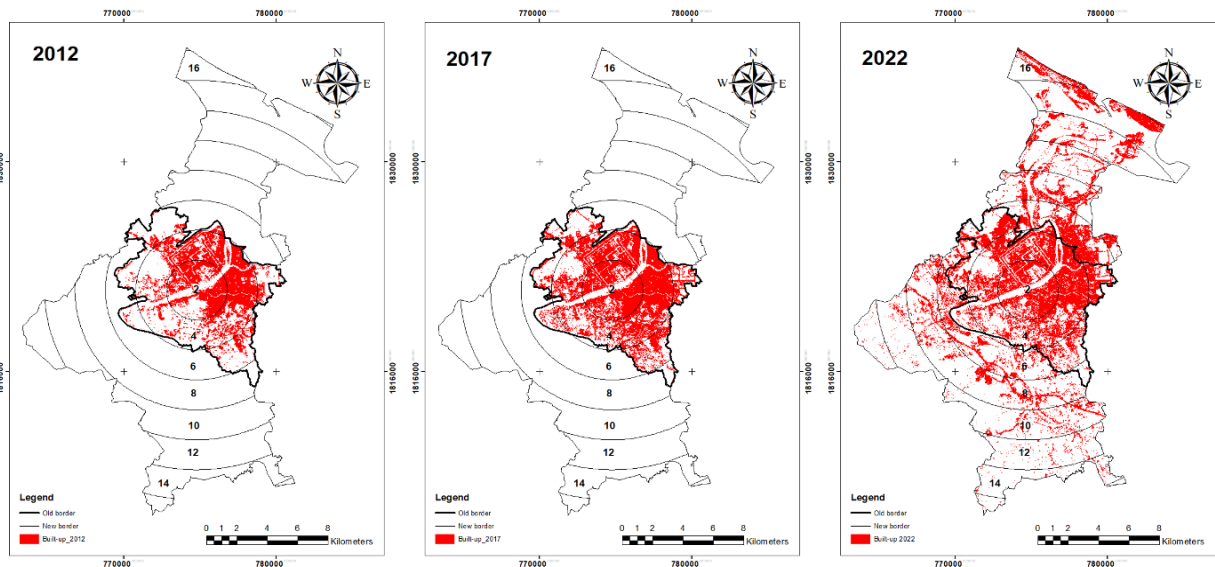 770000 780000 770000 780000 770000 780000
2012
N
W E
S
16
2017
N
W E
S
16
2022
N
W E
S
16
1830000 1830000 1830000 1830000
2 2 2
4 4 4
6 6 6
1816000 1816000 1816000
8 8 8
10 10 10
12 12 12
14 14 14
Legend
Old border
New border
Built-up_2012
0 1 2 4 6 8
Kilometers
Legend
Old border
New border
Built-up_2017
0 1 2 4 6 8
Kilometers
Legend
Old border
New border
Built-up 2022
0 1 2 4 6 8
Kilometers
770000 780000 770000 780000 770000 780000